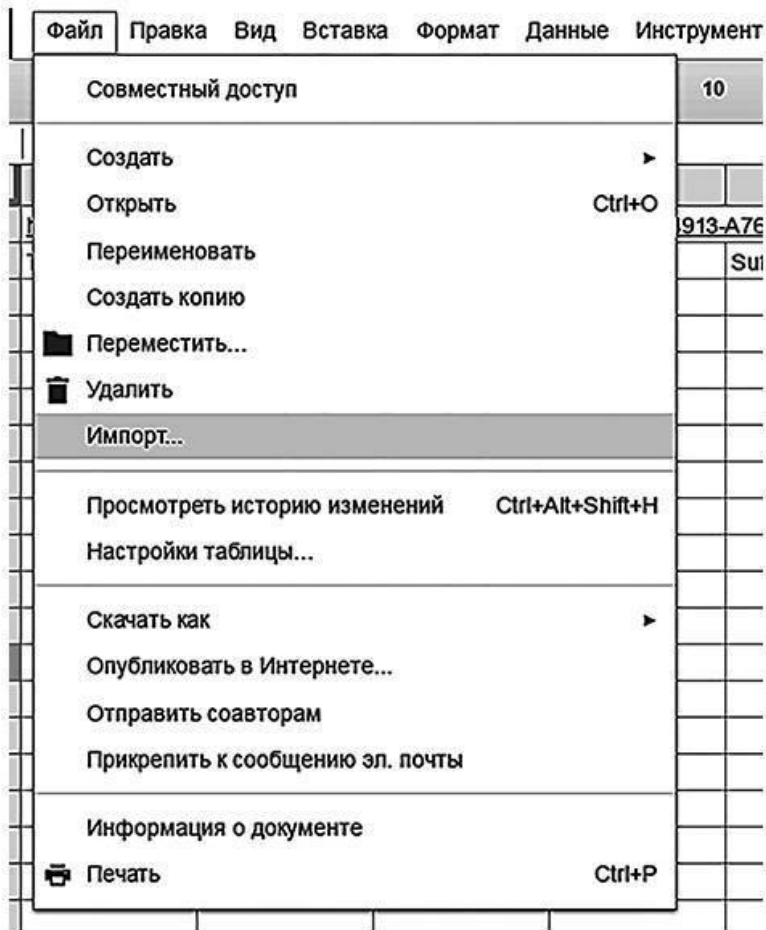 Файл Правка Вид Вставка Формат Данные Инструмент
Совместный доступ
10
Создать
Открыть Ctrl+O
Переименовать
913-A76
Создать копию
Переместить...
Удалить
Импорт...
Просмотреть историю изменений Ctrl+Alt+Shift+H
Настройки таблицы...
Скачать как
Опубликовать в Интернете...
Отправить соавторам
Прикрепить к сообщению эл. почты
Информация о документе
Печать Ctrl+P